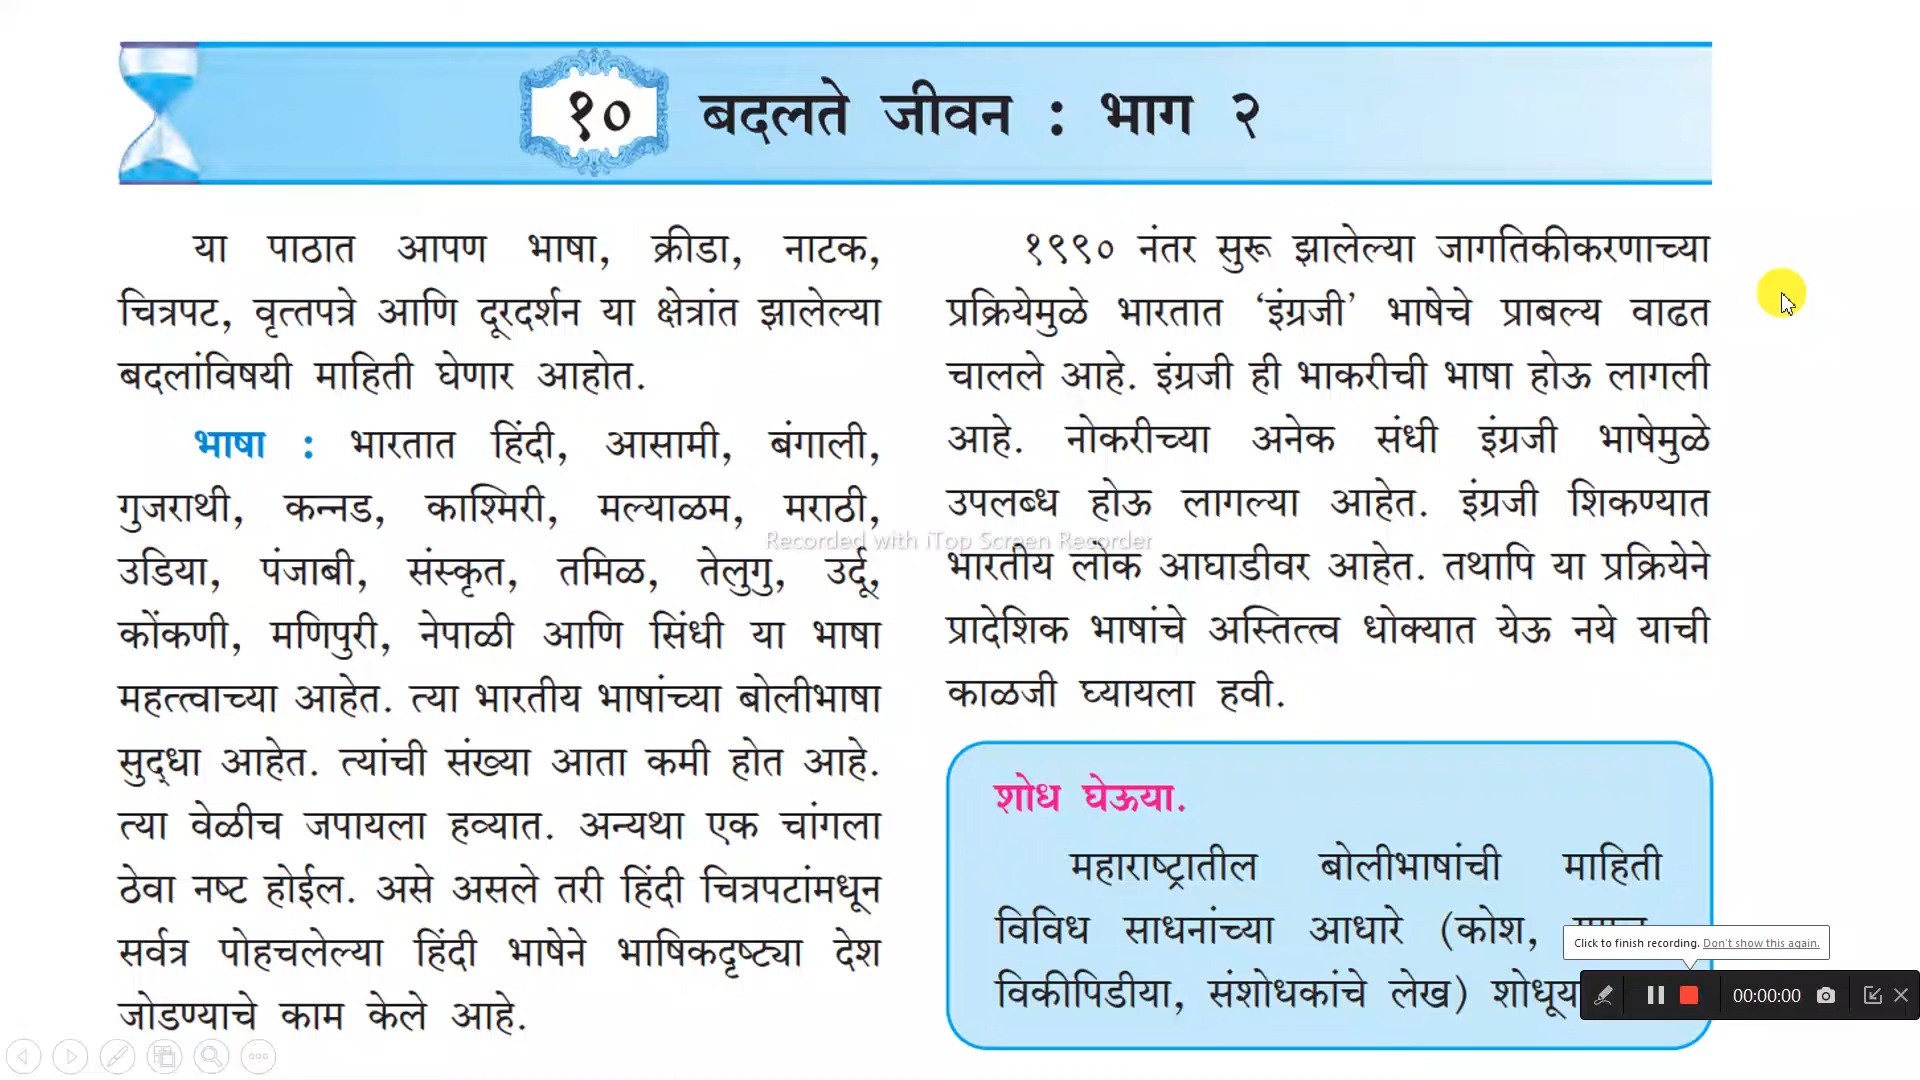 १० बदलते जीवन : भाग २
या पाठात आपण भाषा, क्रीडा, नाटक,
चित्रपट, वृत्तपत्रे आणि दूरदर्शन या क्षेत्रांत झालेल्या
बदलांविषयी माहिती घेणार आहोत.
भाषा : भारतात हिंदी, आसामी, बंगाली,
गुजराथी, कन्नड, काश्मिरी, मल्याळम, मराठी,
उडिया, पंजाबी, संस्कृत, तमिळ, तेलुगु, उर्दू,
कोंकणी, मणिपुरी, नेपाळी आणि सिंधी या भाषा
महत्त्वाच्या आहेत. त्या भारतीय भाषांच्या बोलीभाषा
सुद्धा आहेत. त्यांची संख्या आता कमी होत आहे.
त्या वेळीच जपायला हव्यात. अन्यथा एक चांगला
ठेवा नष्ट होईल. असे असले तरी हिंदी चित्रपटांमधून
सर्वत्र पोहचलेल्या हिंदी भाषेने भाषिकदृष्ट्या देश
जोडण्याचे काम केले आहे.
१९९० नंतर सुरू झालेल्या जागतिकीकरणाच्या
प्रक्रियेमुळे भारतात ‘इंग्रजी’ भाषेचे प्राबल्य वाढत
चालले आहे. इंग्रजी ही भाकरीची भाषा होऊ लागली
आहे. नोकरीच्या अनेक संधी इंग्रजी भाषेमुळे
उपलब्ध होऊ लागल्या आहेत. इंग्रजी शिकण्यात
भारतीय लोक आघाडीवर आहेत. तथापि या प्रक्रियेने
प्रादेशिक भाषांचे अस्तित्त्व धोक्यात येऊ नये याची
काळजी घ्यायला हवी.
शोध घेऊया.
महाराष्ट्रातील बोलीभाषांची माहिती
विविध साधनांच्या आधारे (कोश,
विकीपिडीया, संशोधकांचे लेख)
Recorded with iTop Screen Recorder
Click to finish recording. Don't show this again.
00:00:00